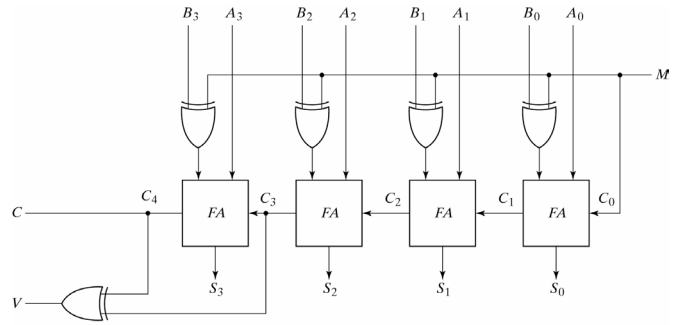 B3 A3 B2 A2 B1 A1 B0 A0
M
C C4 FA C3 FA C2 FA C1 FA C0
S3 S2 S1 S0
V